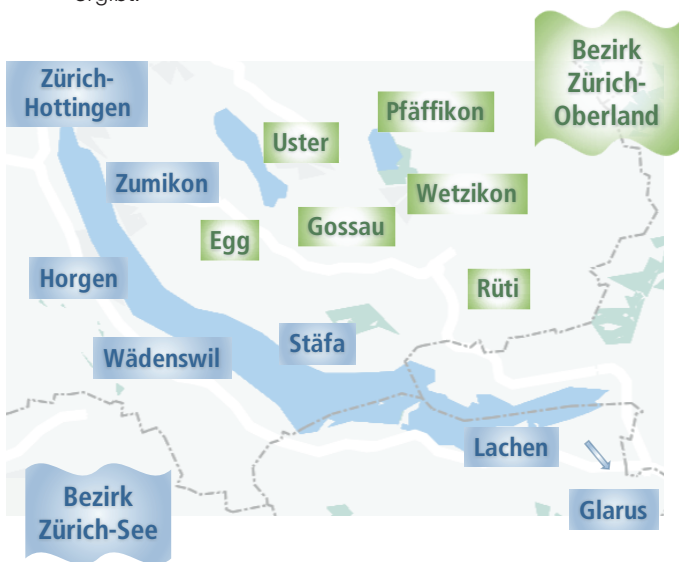 ergibt.
Bezirk
Zürich-
Oberland
Zürich-
Hottingen
Pfäffikon
Uster
Zumikon
Wetzikon
Gossau
Egg
Horgen
Rüti
Stäfa
Wädenswil
Lachen
Bezirk
Zürich-See
Glarus